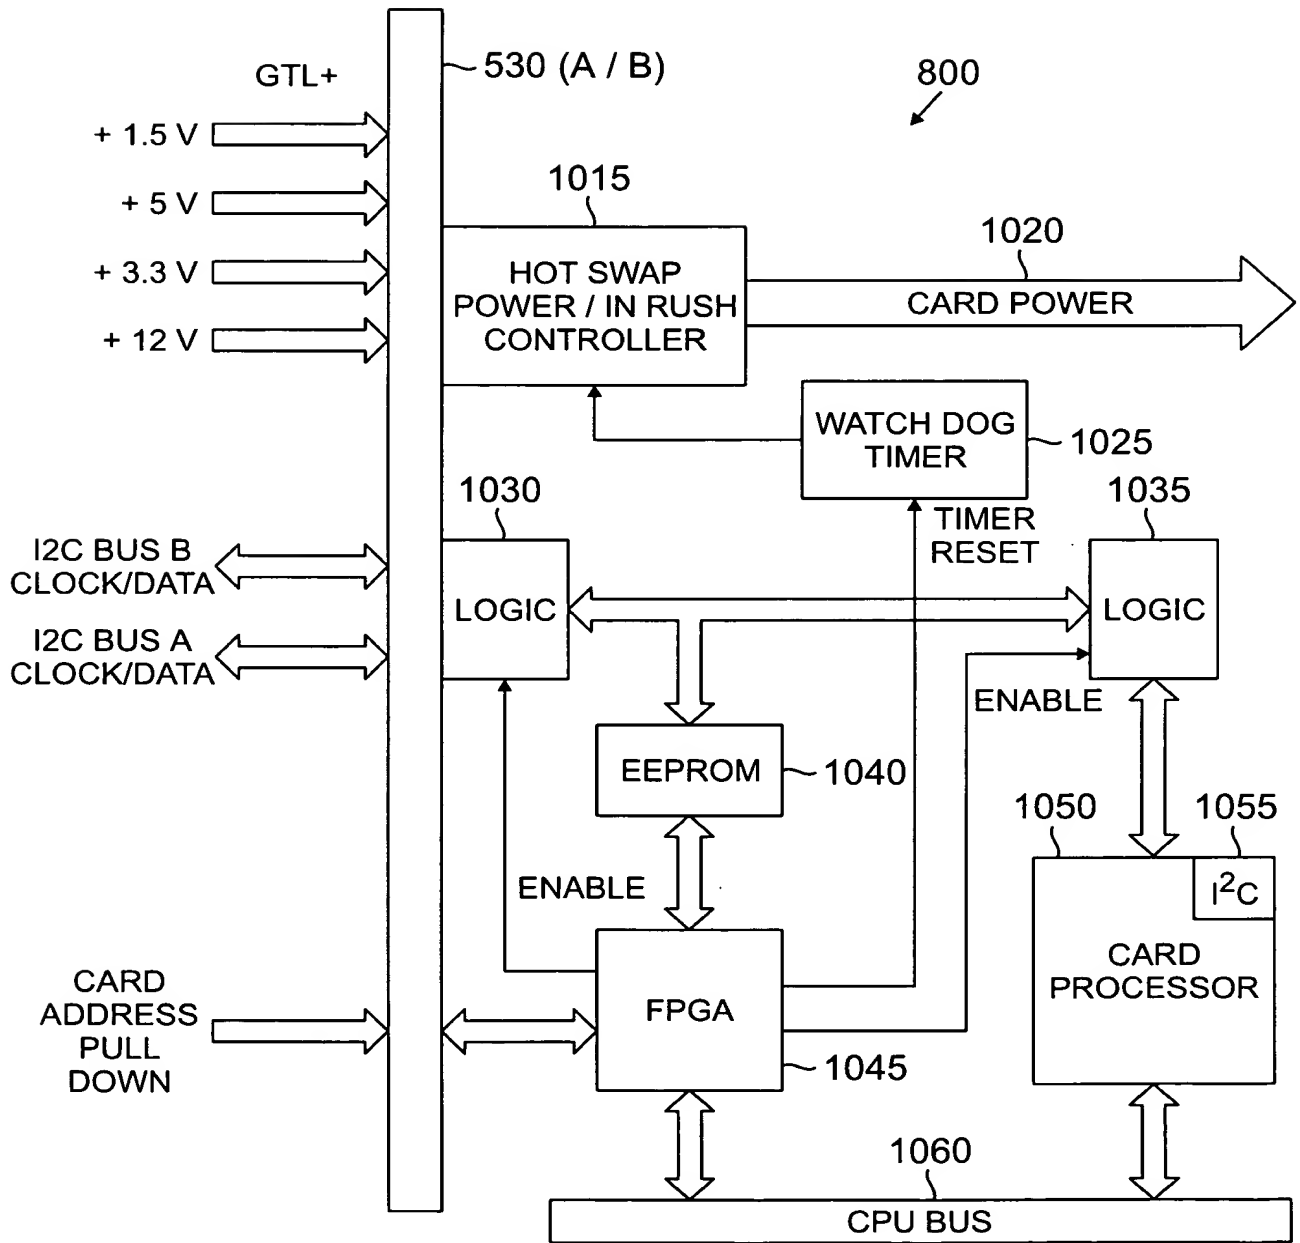 GTL+
530 (A / B)
800
+ 1.5 V
+ 5 V
+ 3.3 V
+ 12 V
1015
HOT SWAP
POWER / IN RUSH
CONTROLLER
1020
CARD POWER
WATCH DOG
TIMER
1025
TIMER
RESET
1030
LOGIC
1035
LOGIC
I2C BUS B
CLOCK/DATA
I2C BUS A
CLOCK/DATA
ENABLE
EEPROM
1040
1050
1055
I²C
CARD
PROCESSOR
ENABLE
FPGA
1045
CARD
ADDRESS
PULL
DOWN
1060
CPU BUS